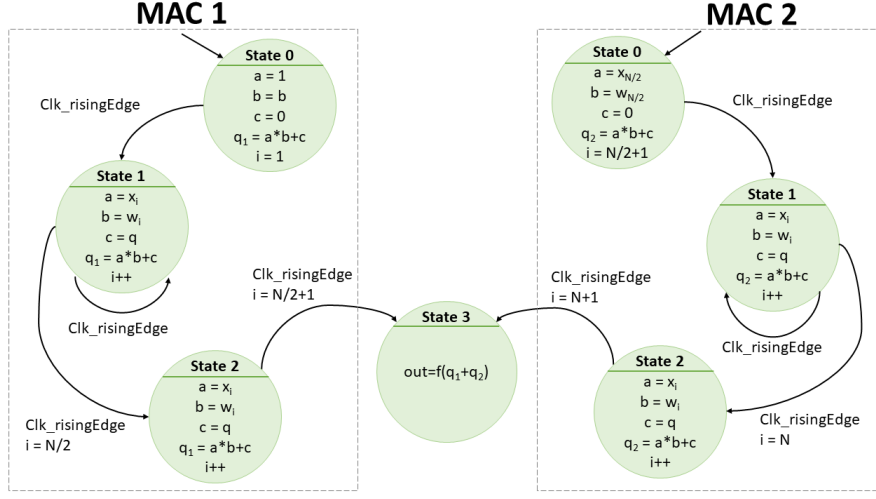 MAC 1
State 0
a = 1
b = b
c = 0
q₁ = a*b+c
i = 1
Clk_risingEdge
State 1
a = xᵢ
b = wᵢ
c = q
q₁ = a*b+c
i++
Clk_risingEdge
Clk_risingEdge
i = N/2
State 2
a = xᵢ
b = wᵢ
c = q
q₁ = a*b+c
i++
Clk_risingEdge
i = N/2+1
State 3
out=f(q₁+q₂)
MAC 2
State 0
a = x_N/2
b = w_N/2
c = 0
q₂ = a*b+c
i = N/2+1
Clk_risingEdge
State 1
a = xᵢ
b = wᵢ
c = q
q₂ = a*b+c
i++
Clk_risingEdge
Clk_risingEdge
i = N
State 2
a = xᵢ
b = wᵢ
c = q
q₂ = a*b+c
i++
Clk_risingEdge
i = N+1